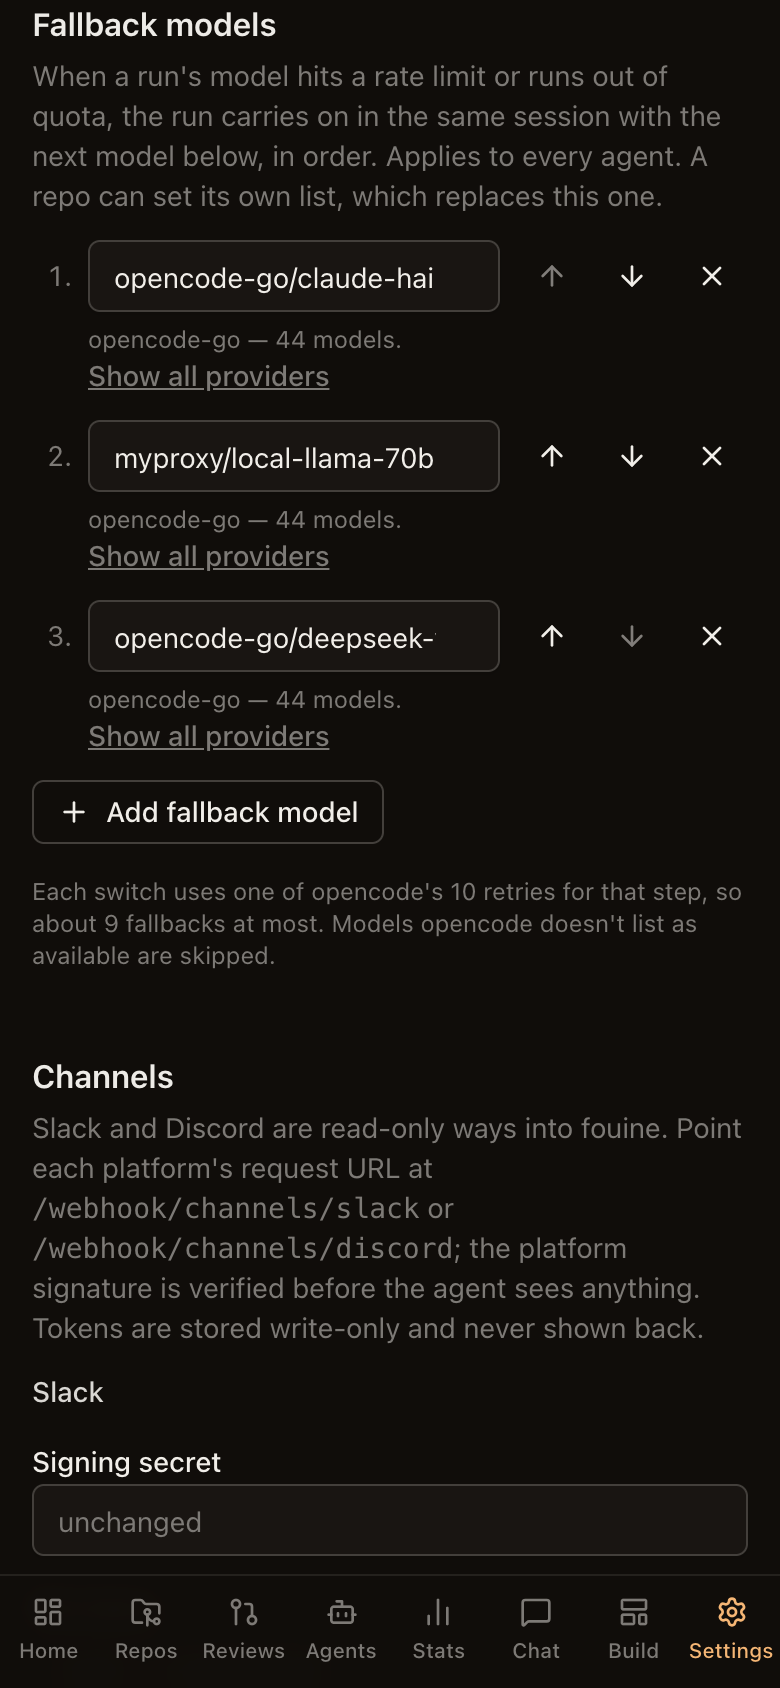 Fallback models
When a run's model hits a rate limit or runs out of
quota, the run carries on in the same session with the
next model below, in order. Applies to every agent. A
repo can set its own list, which replaces this one.
1. opencode-go/claude-hai
opencode-go — 44 models.
Show all providers
2. myproxy/local-llama-70b
opencode-go — 44 models.
Show all providers
3. opencode-go/deepseek-
opencode-go — 44 models.
Show all providers
+ Add fallback model
Each switch uses one of opencode's 10 retries for that step, so
about 9 fallbacks at most. Models opencode doesn't list as
available are skipped.
Channels
Slack and Discord are read-only ways into fouine. Point
each platform's request URL at
/webhook/channels/slack or
/webhook/channels/discord; the platform
signature is verified before the agent sees anything.
Tokens are stored write-only and never shown back.
Slack
Signing secret
unchanged
Home Repos Reviews Agents Stats Chat Build Settings